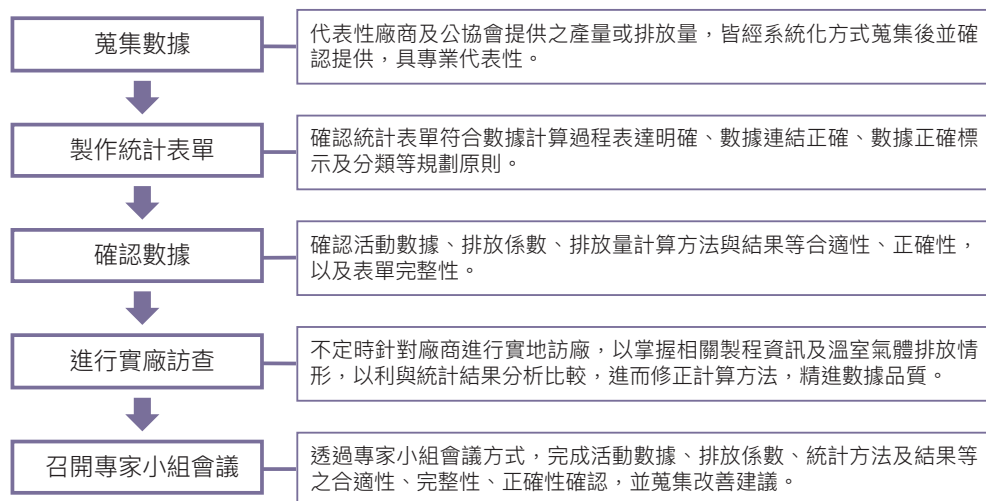 蒐集數據
代表性廠商及公協會提供之產量或排放量，皆經系統化方式蒐集後並確
認提供，具專業代表性。
製作統計表單
確認統計表單符合數據計算過程表達明確、數據連結正確、數據正確標
示及分類等規劃原則。
確認數據
確認活動數據、排放係數、排放量計算方法與結果等合適性、正確性，
以及表單完整性。
進行實廠訪查
不定時針對廠商進行實地訪廠，以掌握相關製程資訊及溫室氣體排放情
形，以利與統計結果分析比較，進而修正計算方法，精進數據品質。
召開專家小組會議
透過專家小組會議方式，完成活動數據、排放係數、統計方法及結果等
之合適性、完整性、正確性確認，並蒐集改善建議。